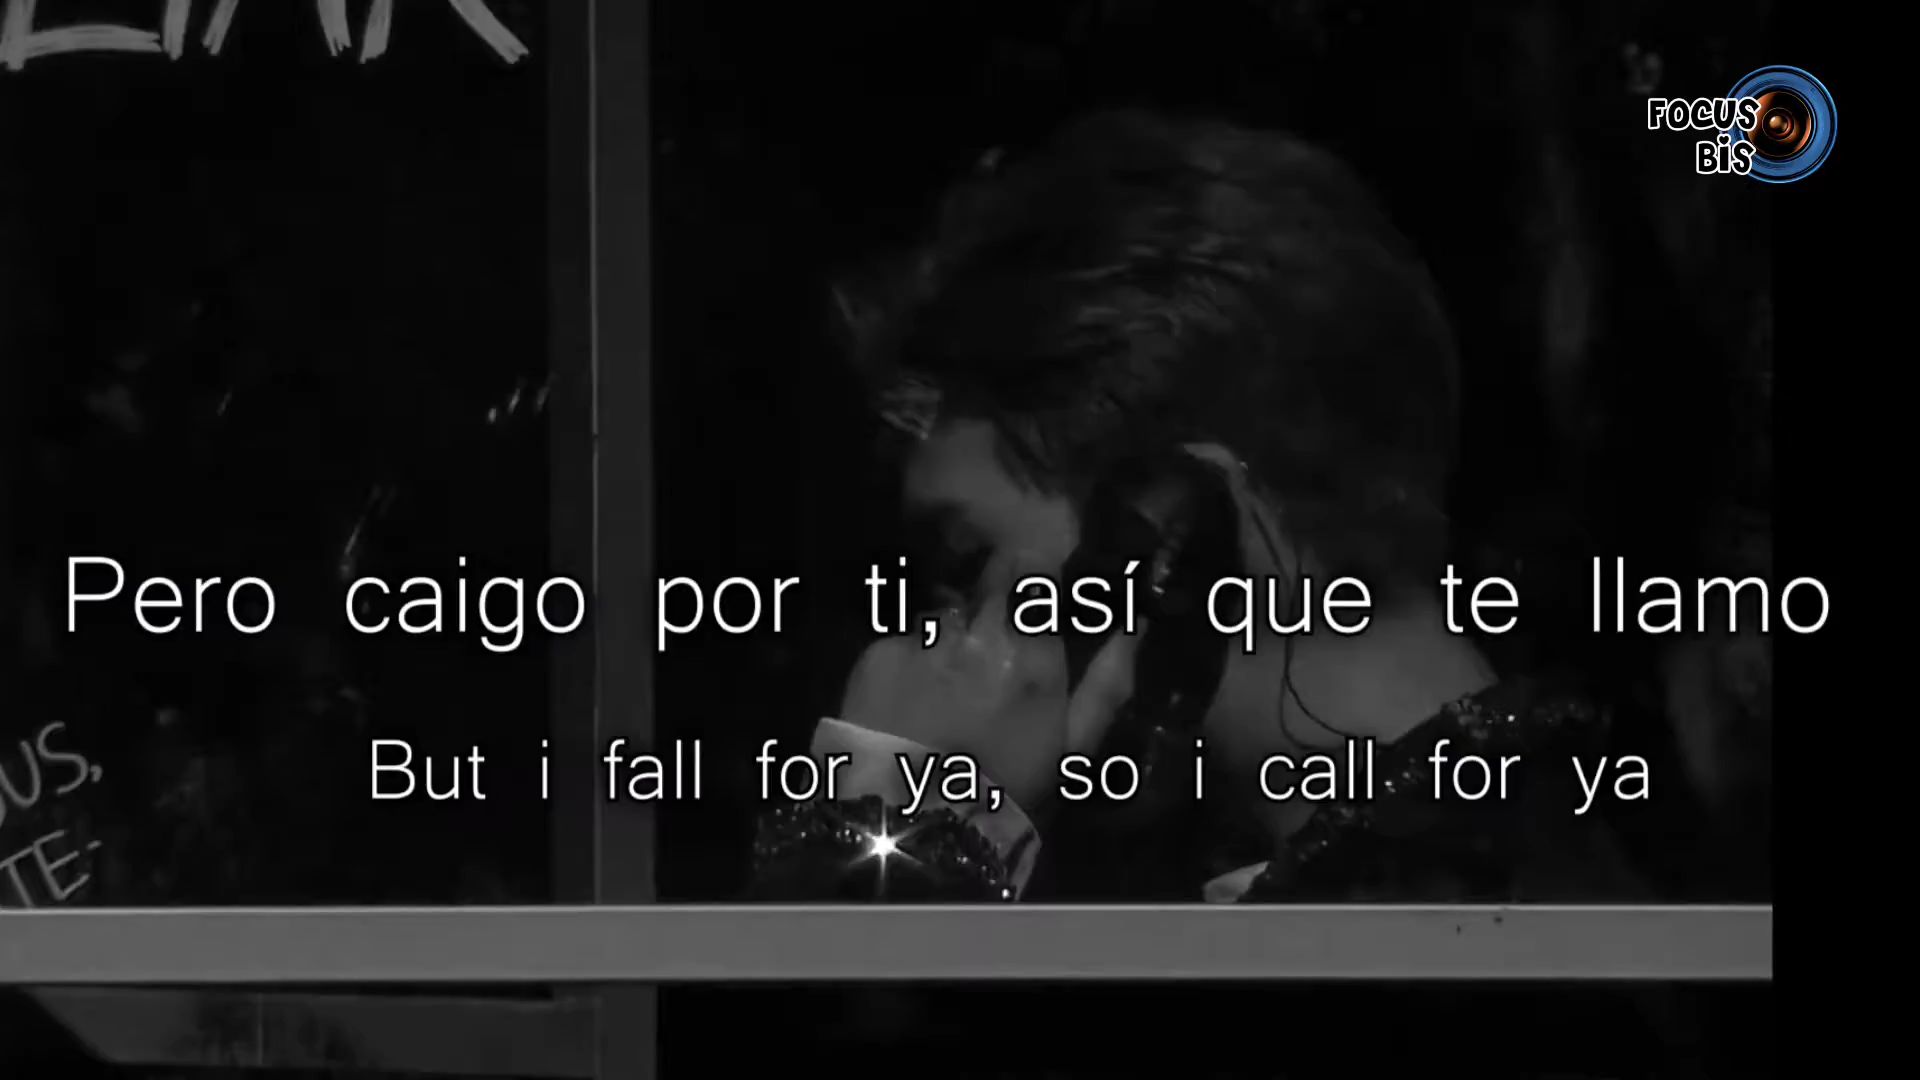 FOCUS
BiS
Pero caigo por ti, así que te llamo
But i fall for ya, so i call for ya